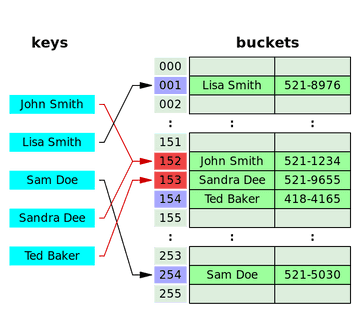 keys
buckets
000
001 Lisa Smith 521-8976
002
: : :
151
152 John Smith 521-1234
153 Sandra Dee 521-9655
154 Ted Baker 418-4165
155
: : :
253
254 Sam Doe 521-5030
255
John Smith
Lisa Smith
Sam Doe
Sandra Dee
Ted Baker